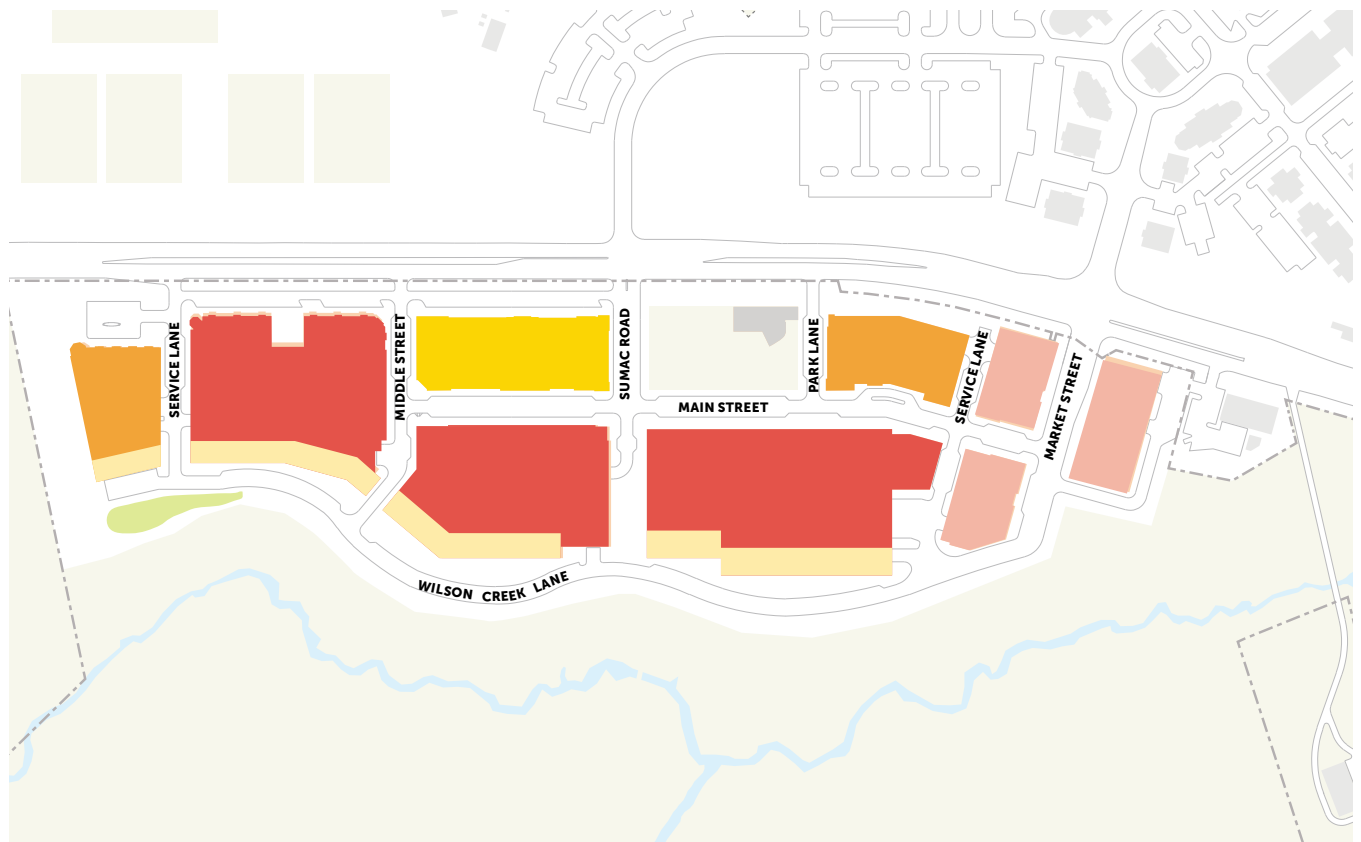 SERVICE LANE
MIDDLE STREET
SUMAC ROAD
MAIN STREET
PARK LANE
SERVICE LANE
MARKET STREET
WILSON CREEK LANE